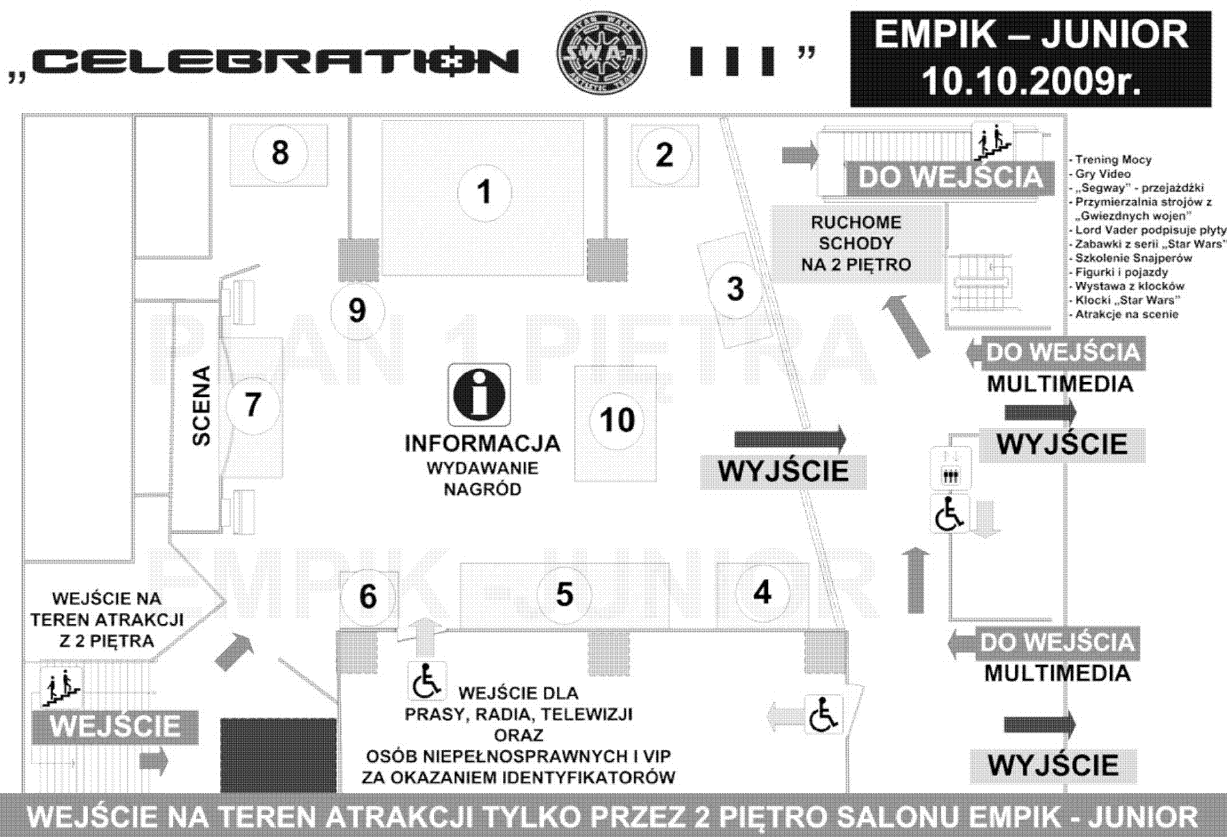 „CELEBRATION
STAR WARS
S.W.A.T.
FANTASTIC TEAM
III”
EMPIK – JUNIOR
10.10.2009r.
8
1
2
DO WEJŚCIA
- Trening Mocy
- Gry Video
- „Segway” - przejażdżki
- Przymierzalnia strojów z
„Gwiezdnych wojen”
- Lord Vader podpisuje płyty
- Zabawki z serii „Star Wars”
- Szkolenie Snajperów
- Figurki i pojazdy
- Wystawa z klocków
- Klocki „Star Wars”
- Atrakcje na scenie
RUCHOME
SCHODY
NA 2 PIĘTRO
3
9
PLAN 1 PIĘTRA
DO WEJŚCIA
MULTIMEDIA
SCENA
7
i
INFORMACJA
WYDAWANIE
NAGRÓD
10
WYJŚCIE
WYJŚCIE
EMPIK - JUNIOR
6
5
4
WEJŚCIE NA
TEREN ATRAKCJI
Z 2 PIĘTRA
DO WEJŚCIA
MULTIMEDIA
WEJŚCIE
WEJŚCIE DLA
PRASY, RADIA, TELEWIZJI
ORAZ
OSÓB NIEPEŁNOSPRAWNYCH I VIP
ZA OKAZANIEM IDENTYFIKATORÓW
WYJŚCIE
WEJŚCIE NA TEREN ATRAKCJI TYLKO PRZEZ 2 PIĘTRO SALONU EMPIK - JUNIOR